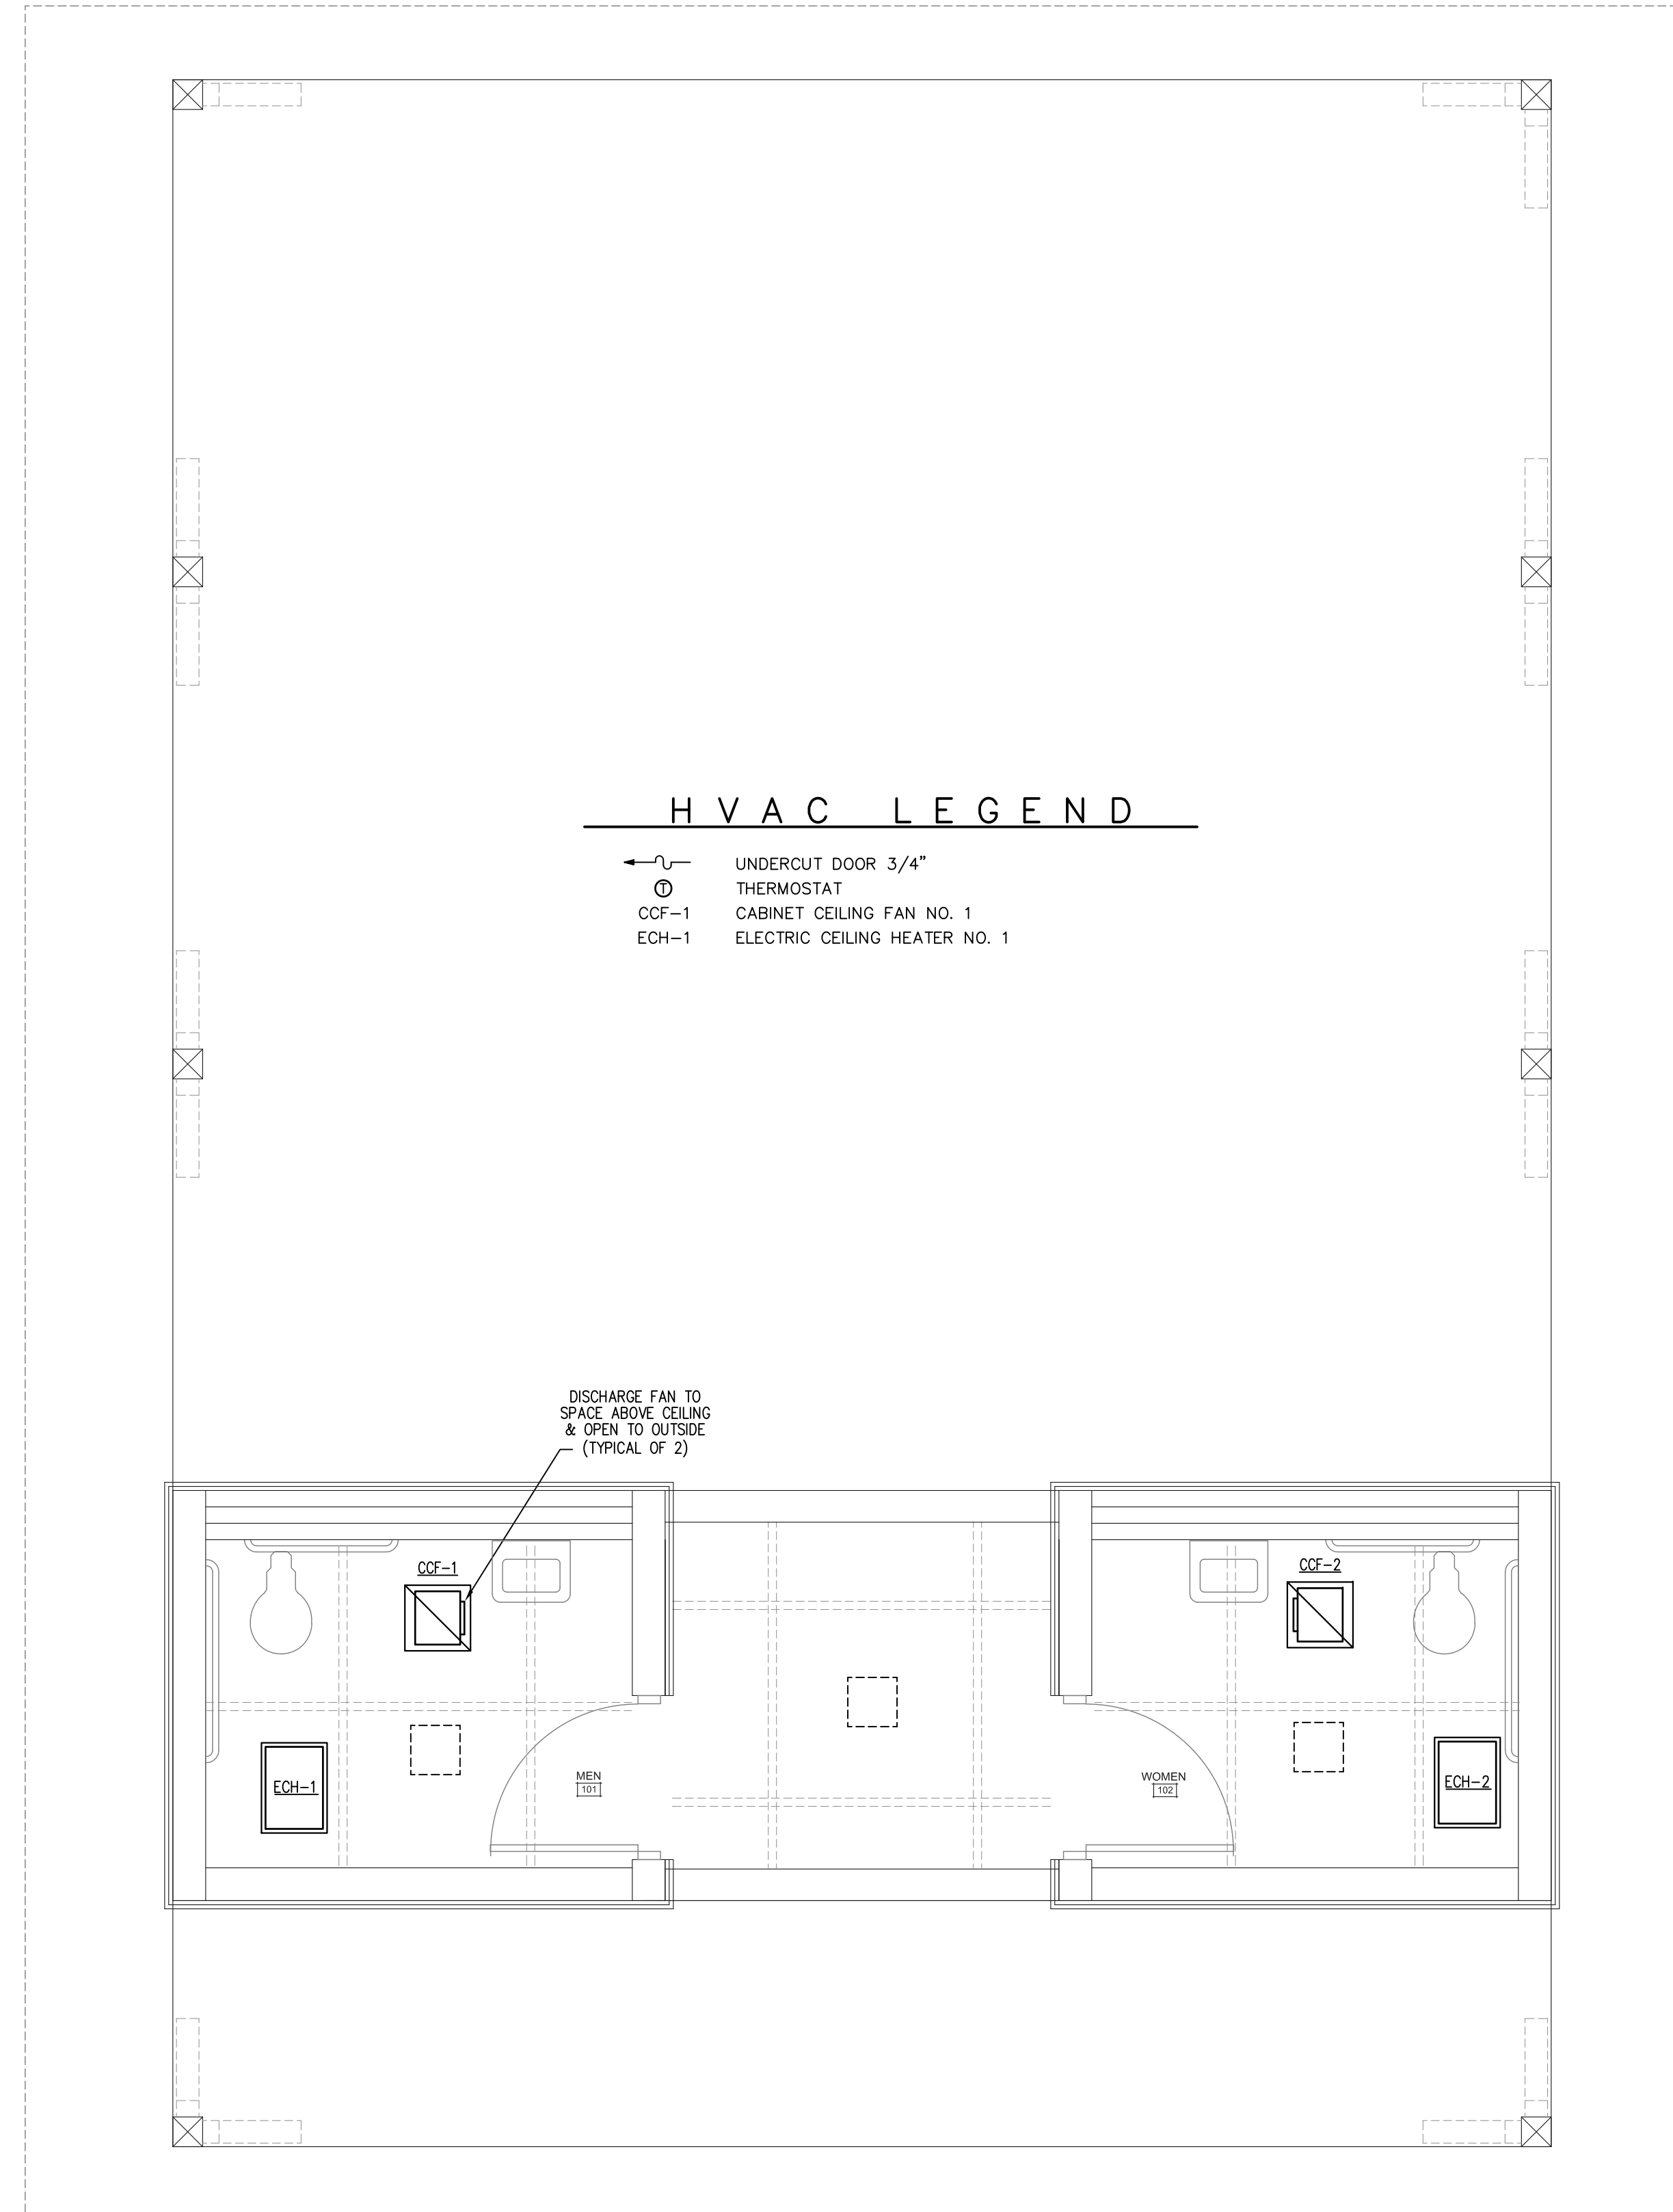 HVAC LEGEND
UNDERCUT DOOR 3/4"
T THERMOSTAT
CCF-1 CABINET CEILING FAN NO. 1
ECH-1 ELECTRIC CEILING HEATER NO. 1
DISCHARGE FAN TO
SPACE ABOVE CEILING
& OPEN TO OUTSIDE
(TYPICAL OF 2)
CCF-1
CCF-2
ECH-1
MEN
101
WOMEN
102
ECH-2